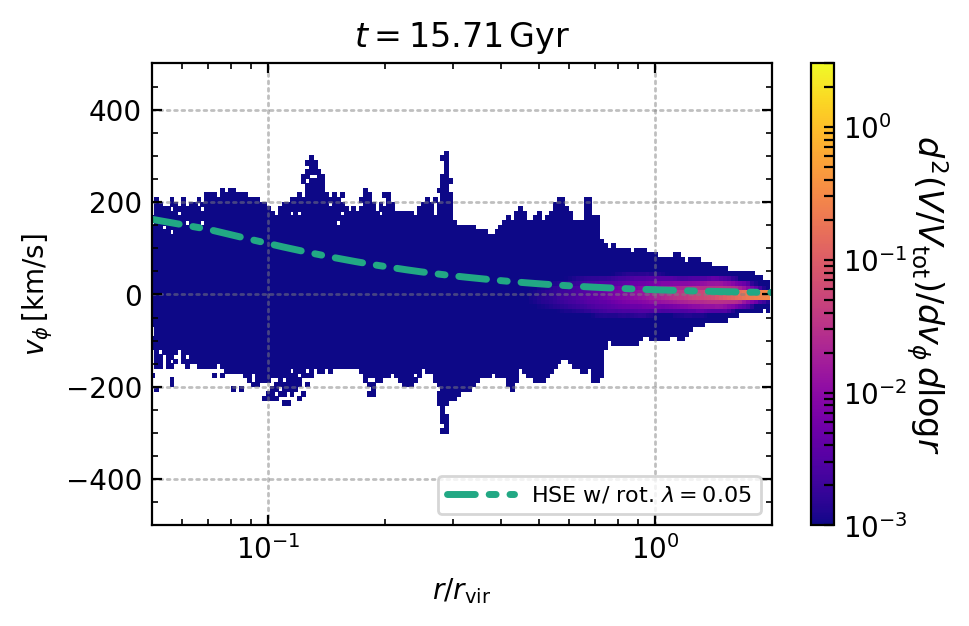 t = 15.71 Gyr
v_ϕ [km/s]
400
200
0
−200
−400
HSE w/ rot. λ = 0.05
10^−1
10^0
r/r_vir
10^0
10^−1
10^−2
10^−3
d^2(V/V_tot)/dv_ϕ dlogr